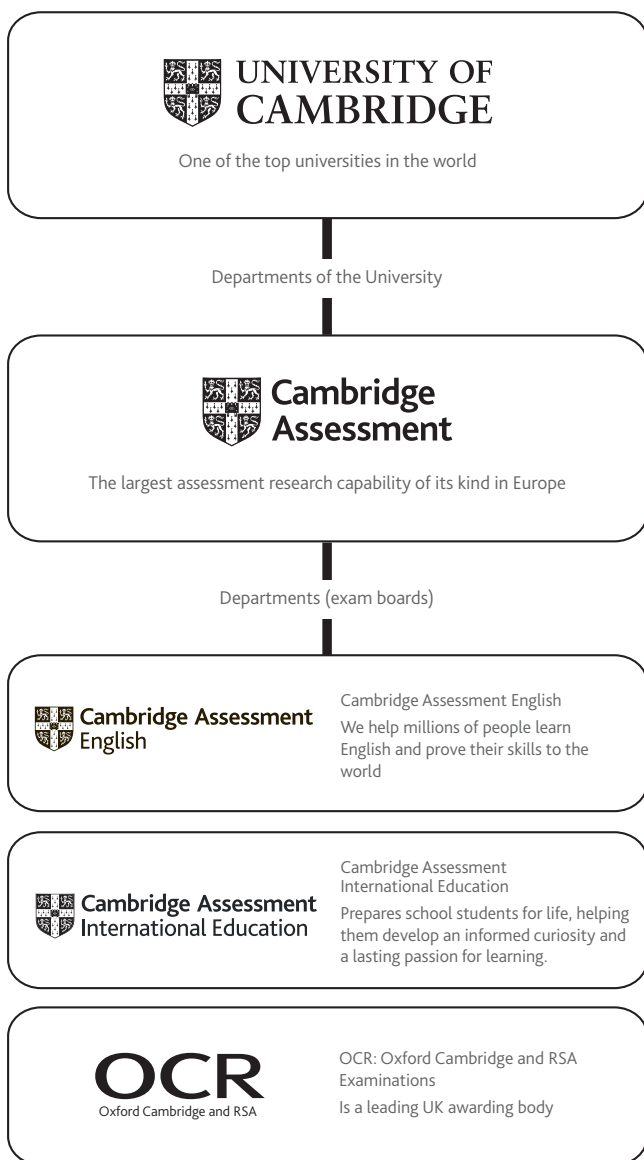 UNIVERSITY OF
CAMBRIDGE
One of the top universities in the world
Departments of the University
Cambridge
Assessment
The largest assessment research capability of its kind in Europe
Departments (exam boards)
Cambridge Assessment
English
Cambridge Assessment English
We help millions of people learn
English and prove their skills to the
world
Cambridge Assessment
International Education
Cambridge Assessment
International Education
Prepares school students for life, helping
them develop an informed curiosity and
a lasting passion for learning.
OCR
Oxford Cambridge and RSA
OCR: Oxford Cambridge and RSA
Examinations
Is a leading UK awarding body